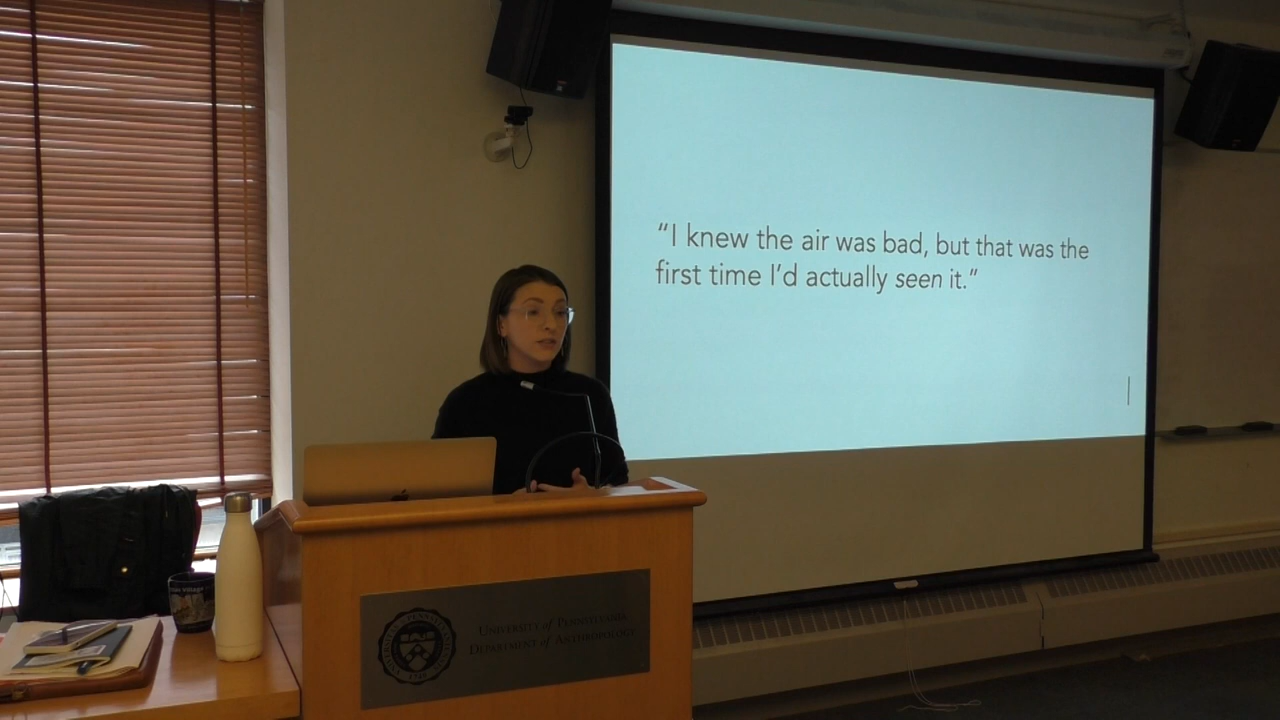 “I knew the air was bad, but that was the
first time I’d actually seen it.”
University of Pennsylvania
Department of Anthropology
Village